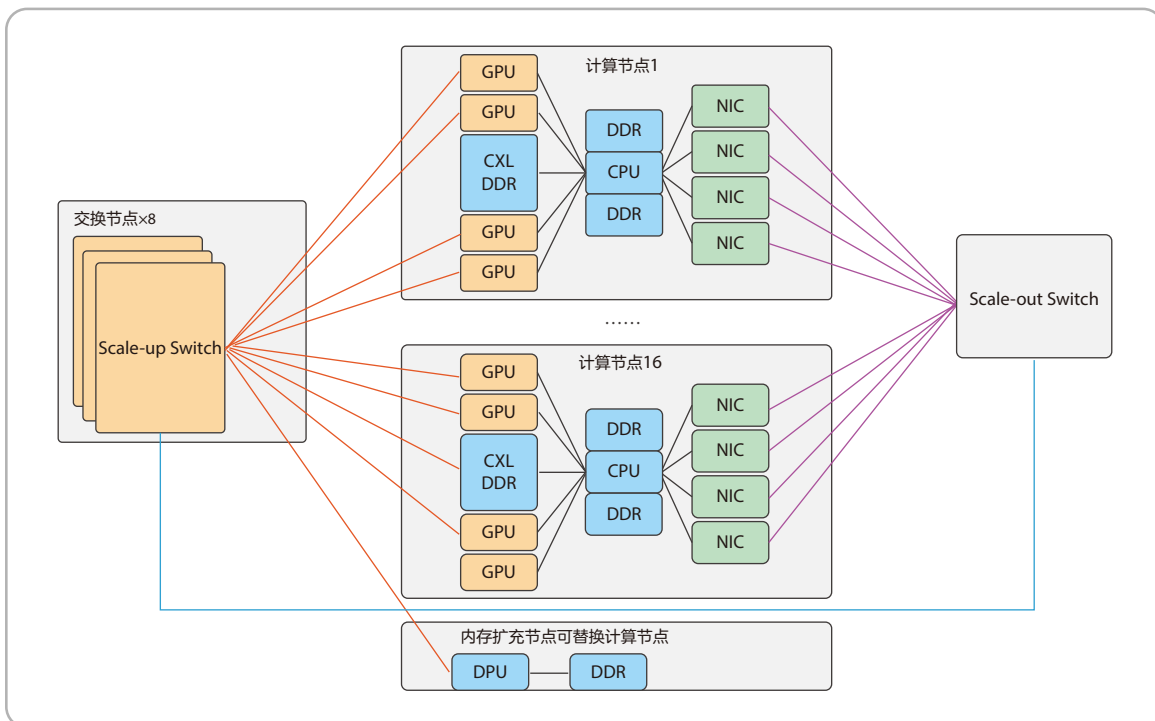 交换节点×8
Scale-up Switch
计算节点1
GPU
GPU
CXL
DDR
GPU
GPU
DDR
CPU
DDR
NIC
NIC
NIC
NIC
......
计算节点16
GPU
GPU
CXL
DDR
GPU
GPU
DDR
CPU
DDR
NIC
NIC
NIC
NIC
内存扩充节点可替换计算节点
DPU
DDR
Scale-out Switch